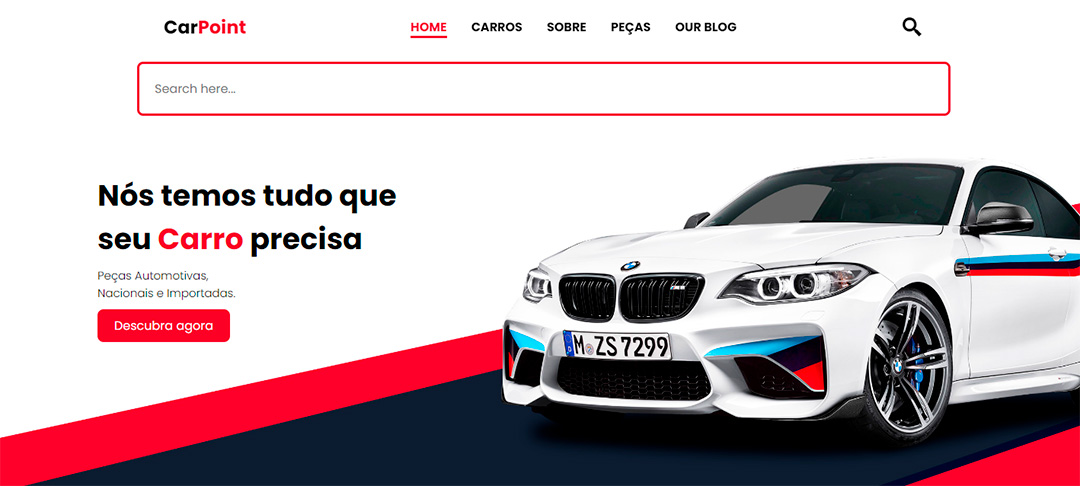 CarPoint
HOME CARROS SOBRE PEÇAS OUR BLOG
Search here...
Nós temos tudo que
seu Carro precisa
Peças Automotivas,
Nacionais e Importadas.
Descubra agora
M ZS 7299